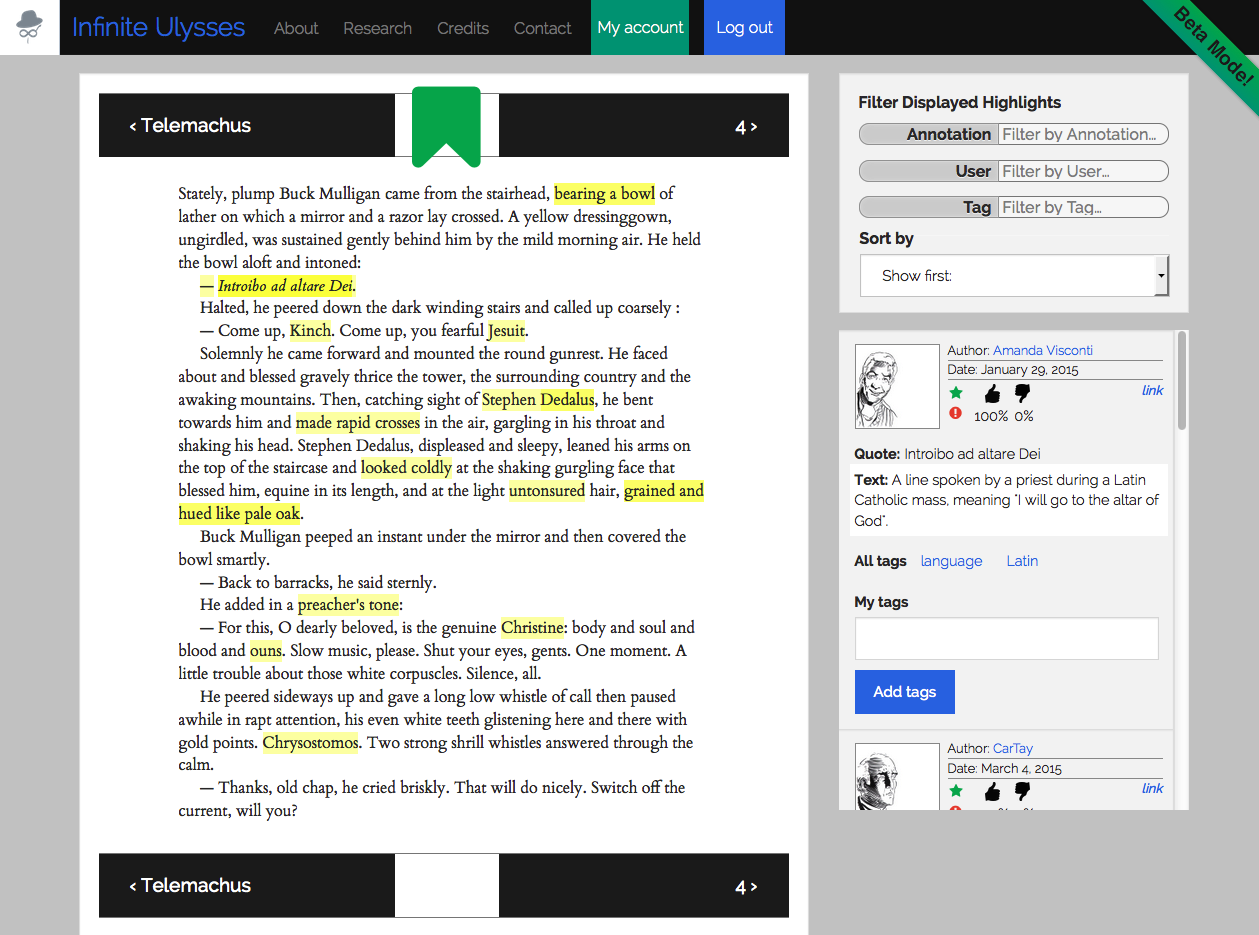 Infinite Ulysses About Research Credits Contact My account Log out
Beta Mode!
‹ Telemachus 4 ›
Stately, plump Buck Mulligan came from the stairhead, bearing a bowl of
lather on which a mirror and a razor lay crossed. A yellow dressinggown,
ungirdled, was sustained gently behind him by the mild morning air. He held
the bowl aloft and intoned:
— Introibo ad altare Dei.
Halted, he peered down the dark winding stairs and called up coarsely :
— Come up, Kinch. Come up, you fearful Jesuit.
Solemnly he came forward and mounted the round gunrest. He faced
about and blessed gravely thrice the tower, the surrounding country and the
awaking mountains. Then, catching sight of Stephen Dedalus, he bent
towards him and made rapid crosses in the air, gargling in his throat and
shaking his head. Stephen Dedalus, displeased and sleepy, leaned his arms on
the top of the staircase and looked coldly at the shaking gurgling face that
blessed him, equine in its length, and at the light untonsured hair, grained and
hued like pale oak.
Buck Mulligan peeped an instant under the mirror and then covered the
bowl smartly.
— Back to barracks, he said sternly.
He added in a preacher's tone:
— For this, O dearly beloved, is the genuine Christine: body and soul and
blood and ouns. Slow music, please. Shut your eyes, gents. One moment. A
little trouble about those white corpuscles. Silence, all.
He peered sideways up and gave a long low whistle of call then paused
awhile in rapt attention, his even white teeth glistening here and there with
gold points. Chrysostomos. Two strong shrill whistles answered through the
calm.
— Thanks, old chap, he cried briskly. That will do nicely. Switch off the
current, will you?
‹ Telemachus 4 ›
Filter Displayed Highlights
Annotation Filter by Annotation...
User Filter by User...
Tag Filter by Tag...
Sort by
Show first:
Author: Amanda Visconti
Date: January 29, 2015
link
100% 0%
Quote: Introibo ad altare Dei
Text: A line spoken by a priest during a Latin
Catholic mass, meaning "I will go to the altar of
God".
All tags language Latin
My tags
Add tags
Author: CarTay
Date: March 4, 2015
link